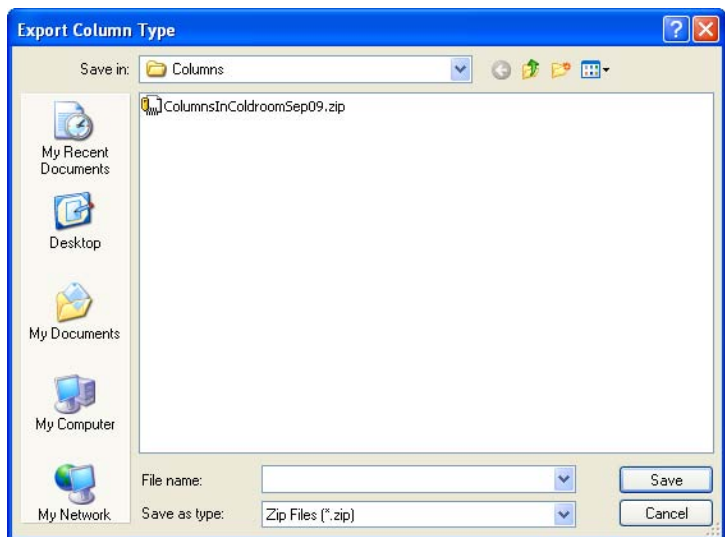 Export Column Type
Save in:
Columns
ColumnsInColdroomSep09.zip
My Recent
Documents
Desktop
My Documents
My Computer
My Network
File name:
Save
Save as type:
Zip Files (*.zip)
Cancel